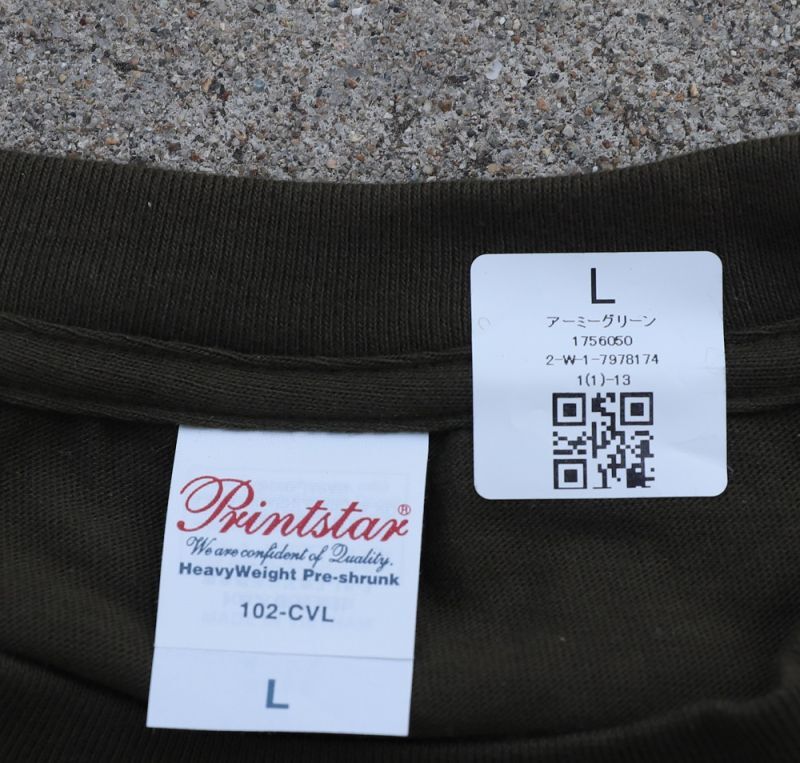 L
アーミーグリーン
1756050
2-W-1-7978174
1(1)-13
Printstar®
We are confident of Quality.
HeavyWeight Pre-shrunk
102-CVL
L